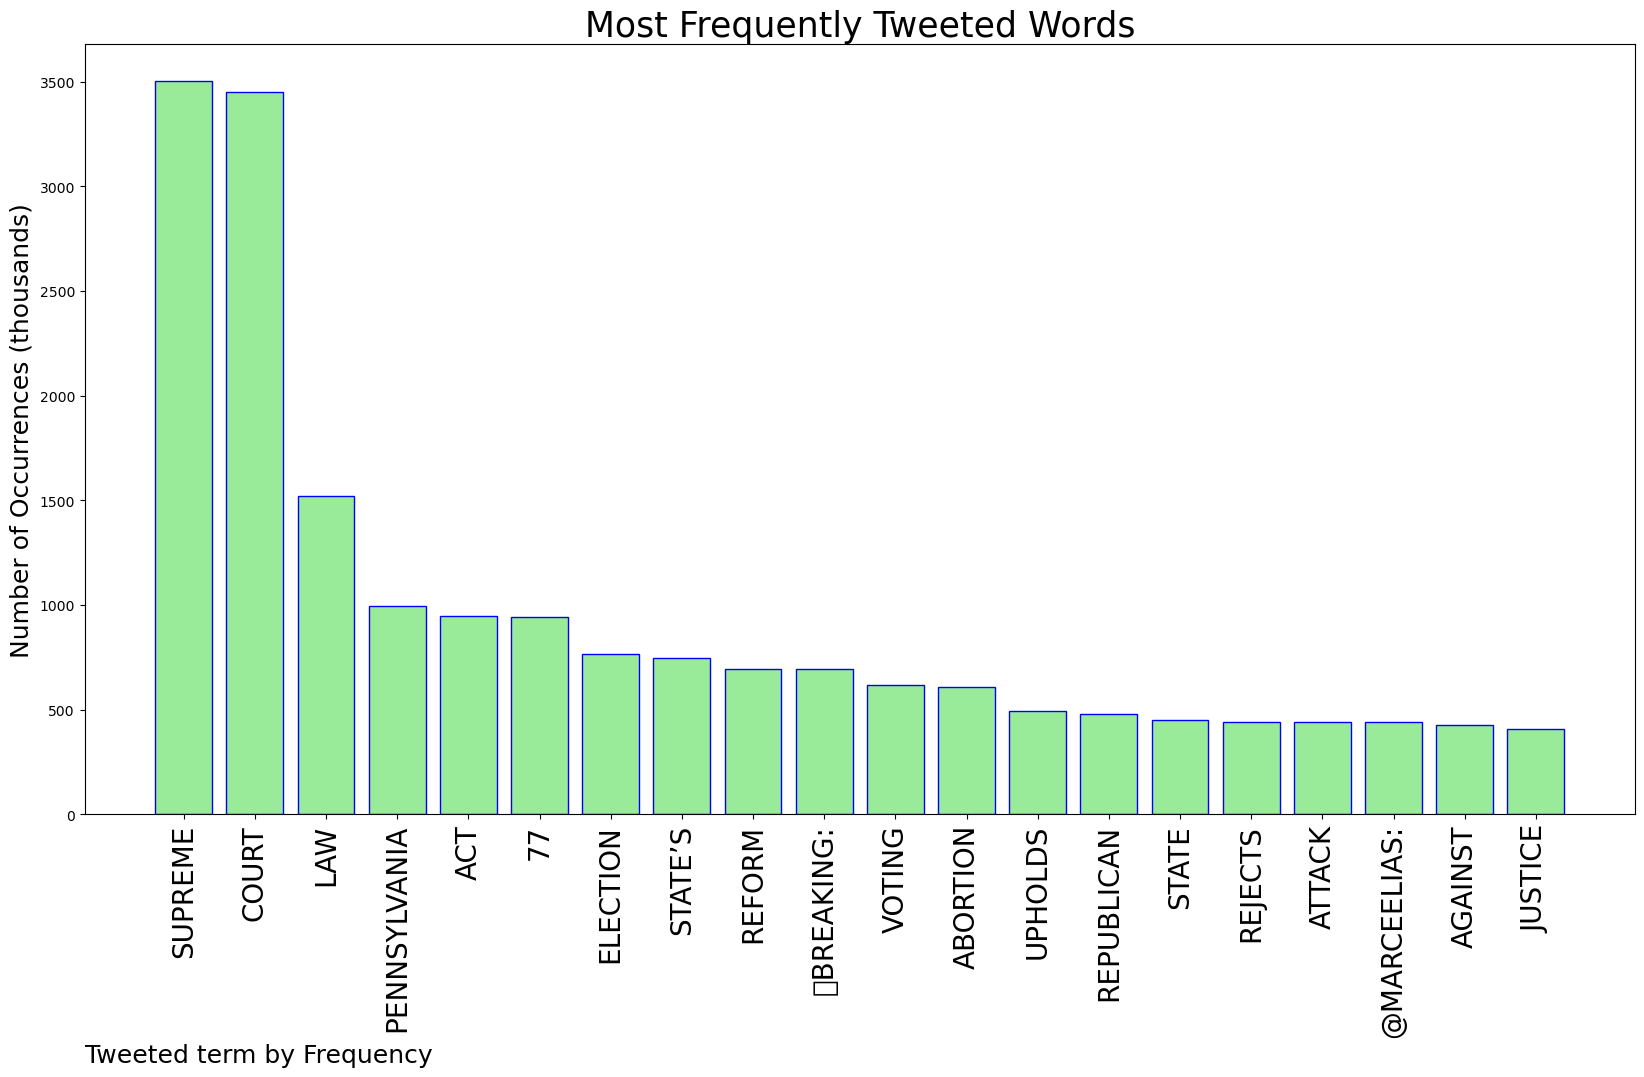 Most Frequently Tweeted Words
Number of Occurrences (thousands)
3500
3000
2500
2000
1500
1000
500
0
SUPREME
COURT
LAW
PENNSYLVANIA
ACT
77
ELECTION
STATE’S
REFORM
▯BREAKING:
VOTING
ABORTION
UPHOLDS
REPUBLICAN
STATE
REJECTS
ATTACK
@MARCEELIAS:
AGAINST
JUSTICE
Tweeted term by Frequency